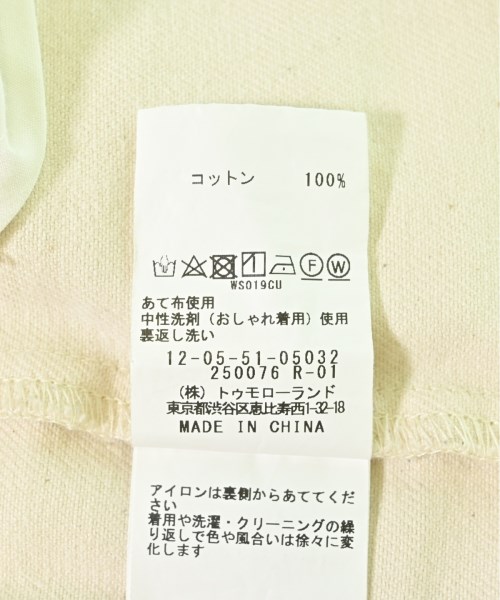 コットン 100%
F W
WS019CU
あて布使用
中性洗剤（おしゃれ着用）使用
裏返し洗い
12-05-51-05032
250076 R-01
（株）トゥモローランド
東京都渋谷区恵比寿西1-32-18
MADE IN CHINA
アイロンは裏側からあててくだ
さい
着用や洗濯・クリーニングの繰
り返しで色や風合いは徐々に変
化します